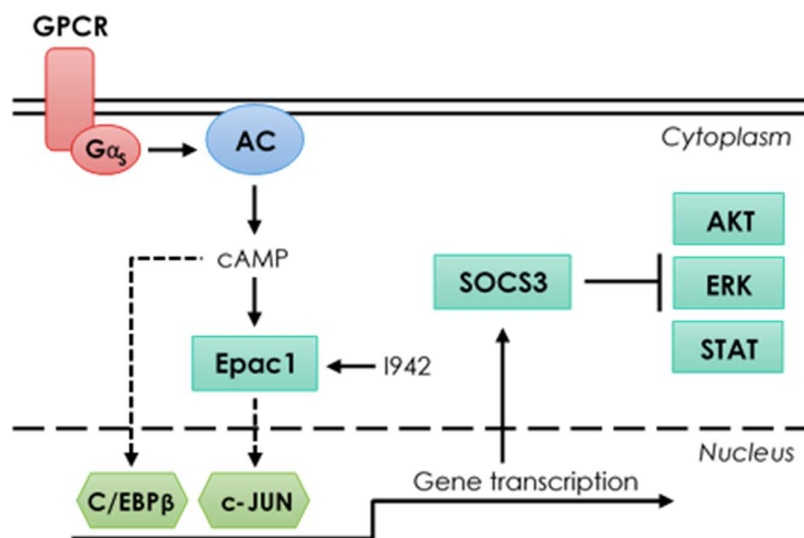 GPCR
Gαs
AC
Cytoplasm
cAMP
AKT
SOCS3
ERK
STAT
Epac1
I942
Nucleus
C/EBPβ
c-JUN
Gene transcription